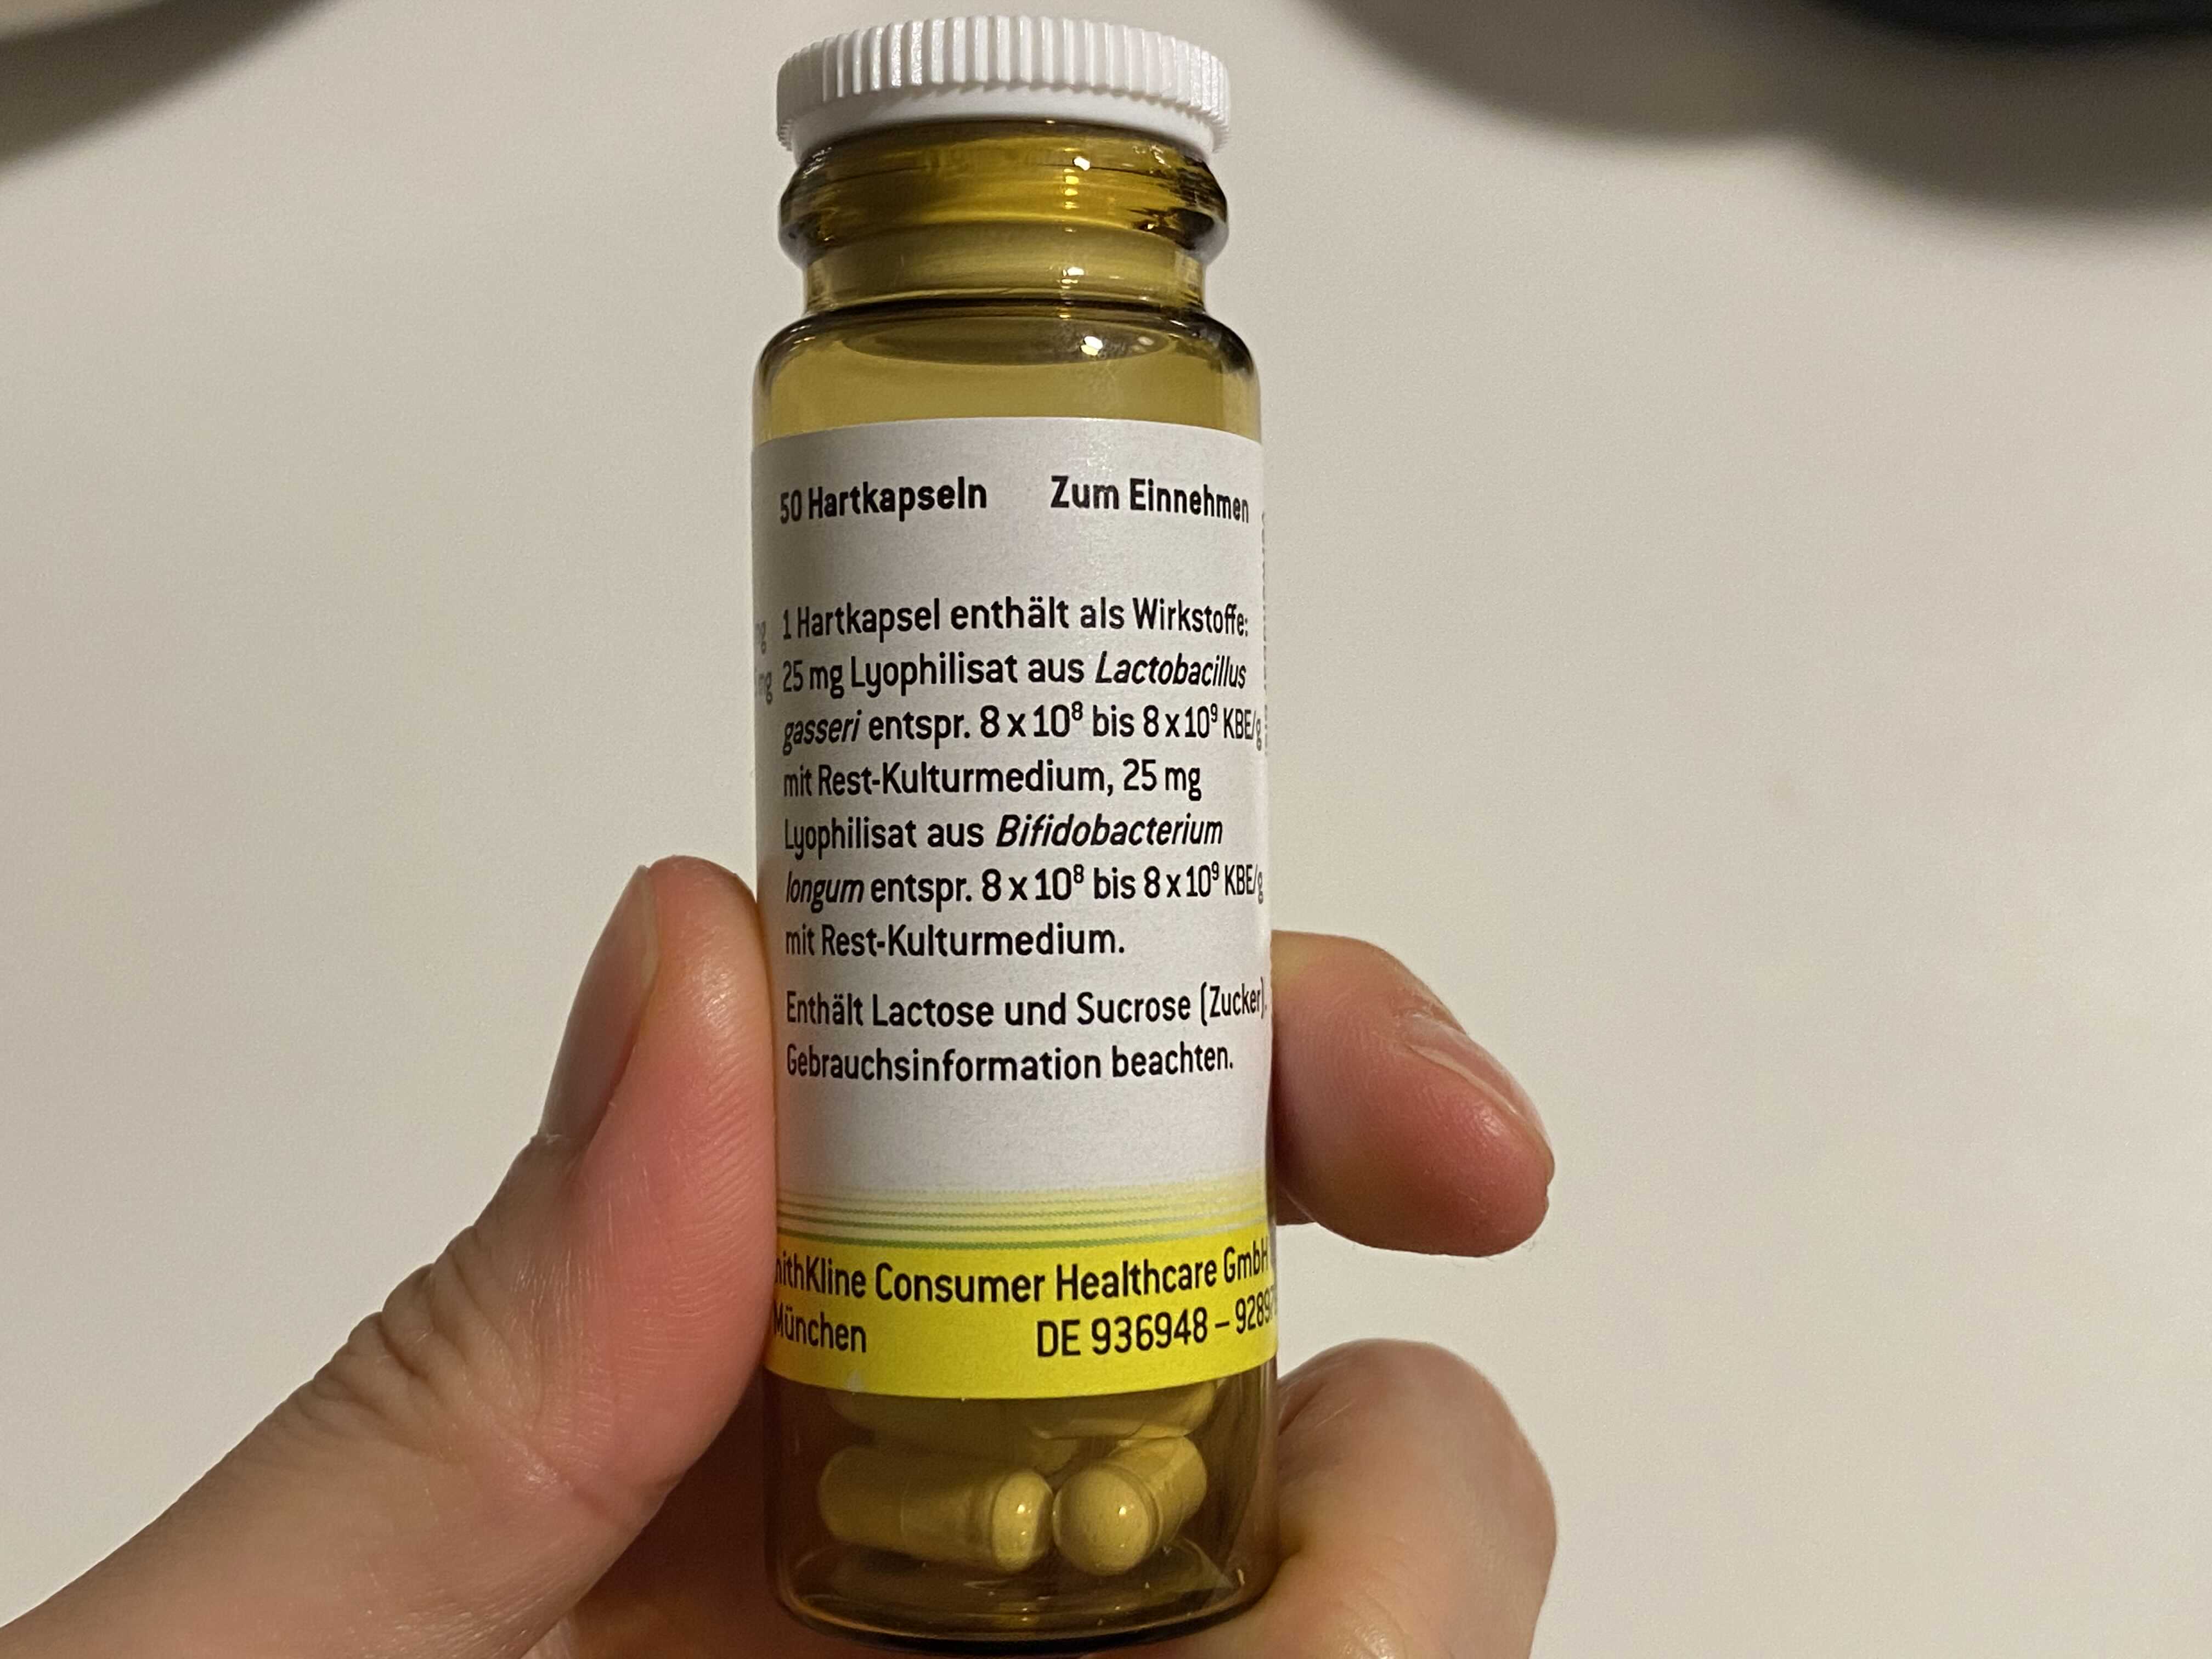 50 Hartkapseln Zum Einnehmen
1 Hartkapsel enthält als Wirkstoffe:
25 mg Lyophilisat aus Lactobacillus
gasseri entspr. 8 x 10⁸ bis 8 x 10⁹ KBE/g
mit Rest-Kulturmedium, 25 mg
Lyophilisat aus Bifidobacterium
longum entspr. 8 x 10⁸ bis 8 x 10⁹ KBE/g
mit Rest-Kulturmedium.
Enthält Lactose und Sucrose (Zucker).
Gebrauchsinformation beachten.
Consumer Healthcare GmbH
München DE 936948 –